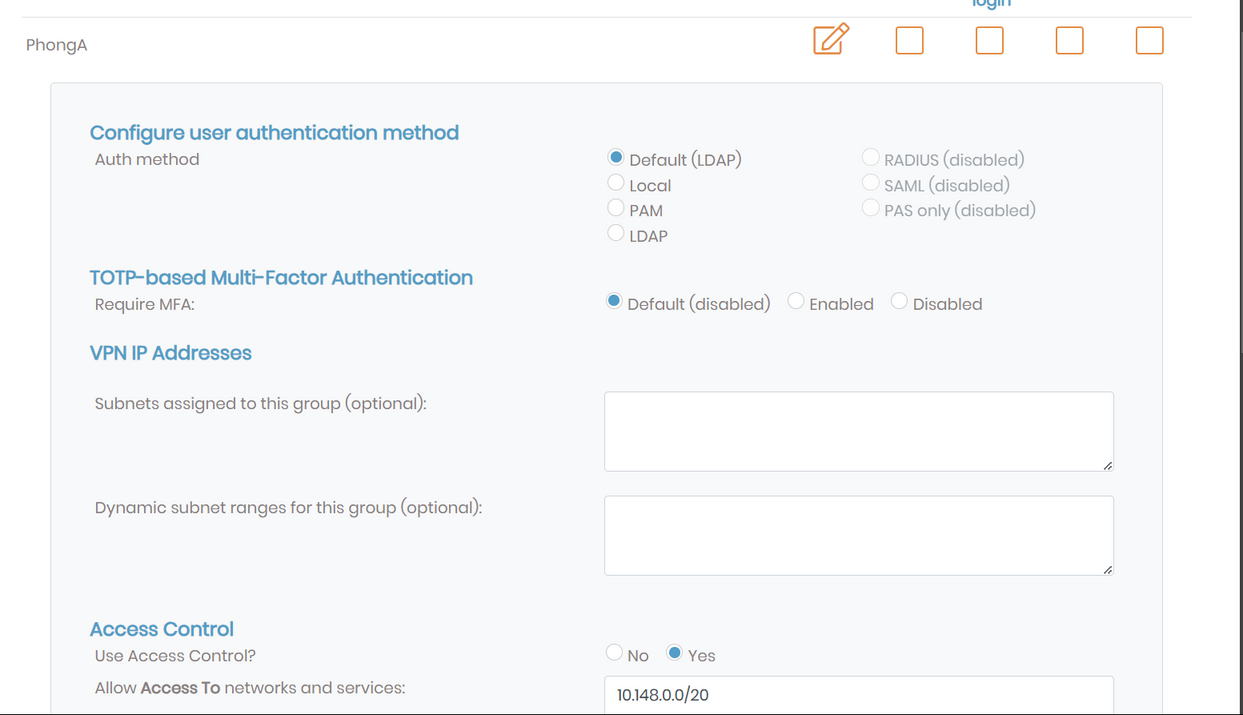 login
PhongA
Configure user authentication method
Auth method
Default (LDAP)
RADIUS (disabled)
Local
SAML (disabled)
PAM
PAS only (disabled)
LDAP
TOTP-based Multi-Factor Authentication
Require MFA:
Default (disabled)
Enabled
Disabled
VPN IP Addresses
Subnets assigned to this group (optional):
Dynamic subnet ranges for this group (optional):
Access Control
Use Access Control?
No
Yes
Allow Access To networks and services:
10.148.0.0/20